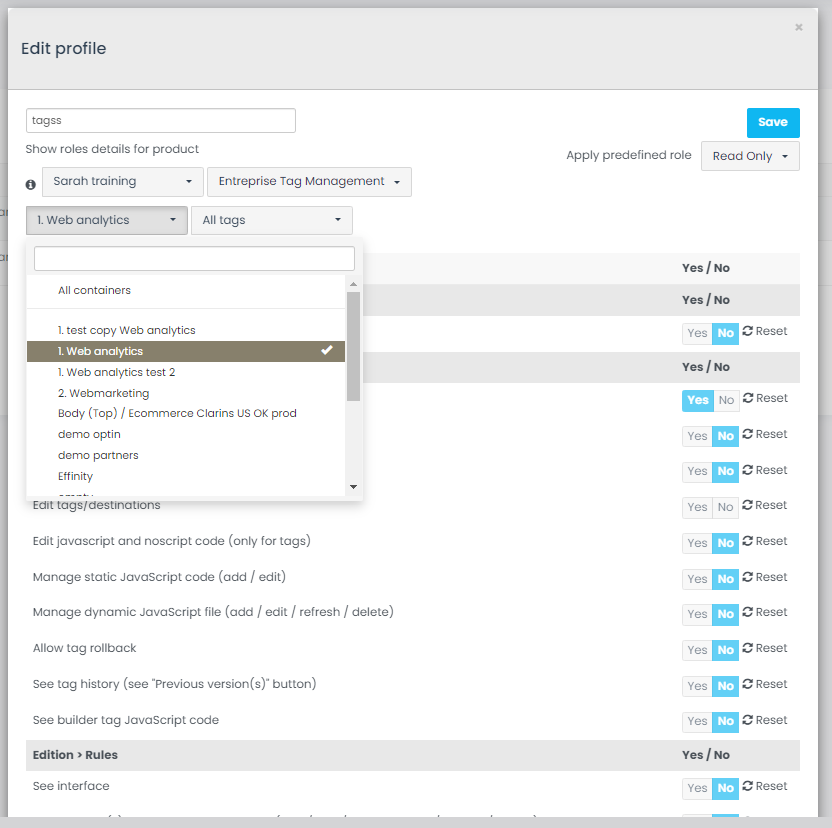 ×
Edit profile
tagss
Save
Show roles details for product
Apply predefined role
Read Only
Sarah training
Entreprise Tag Management
1. Web analytics
All tags
All containers
1. test copy Web analytics
1. Web analytics
1. Web analytics test 2
2. Webmarketing
Body (Top) / Ecommerce Clarins US OK prod
demo optin
demo partners
Effinity
Yes / No
Yes / No
Yes No Reset
Yes / No
Yes No Reset
Yes No Reset
Yes No Reset
Edit tags/destinations Yes No Reset
Edit javascript and noscript code (only for tags) Yes No Reset
Manage static JavaScript code (add / edit) Yes No Reset
Manage dynamic JavaScript file (add / edit / refresh / delete) Yes No Reset
Allow tag rollback Yes No Reset
See tag history (see "Previous version(s)" button) Yes No Reset
See builder tag JavaScript code Yes No Reset
Edition > Rules Yes / No
See interface Yes No Reset